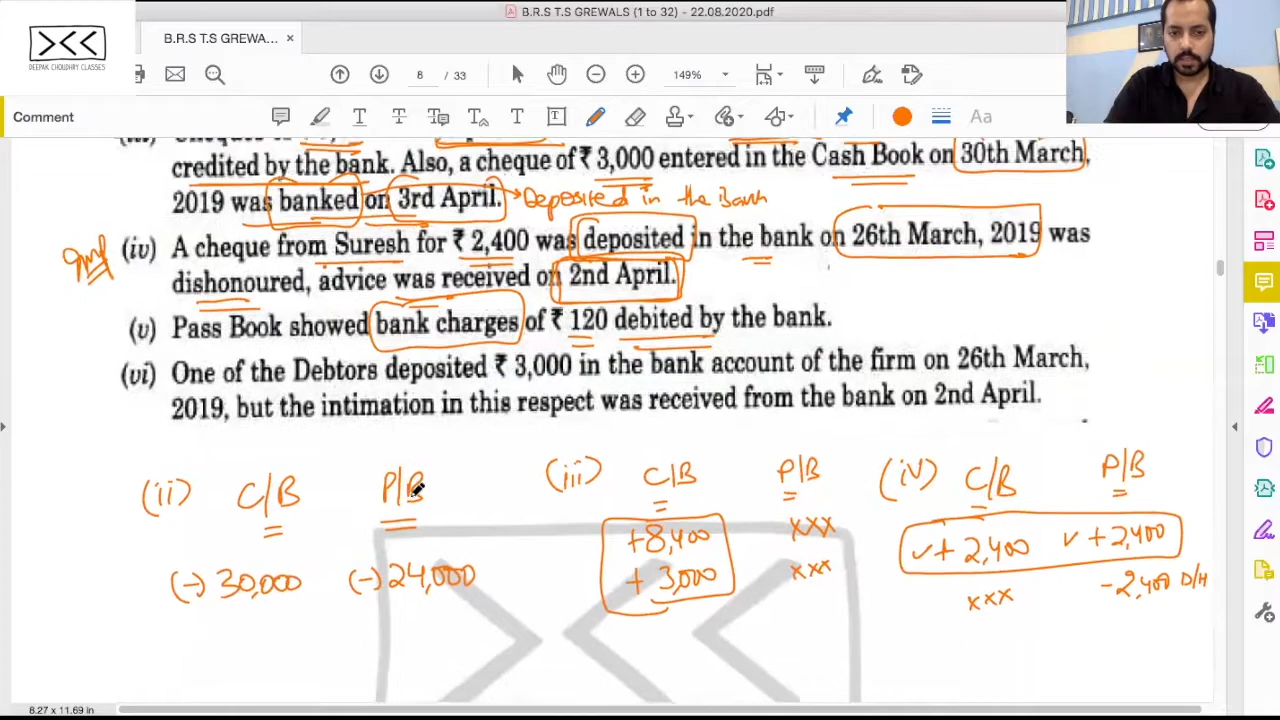 B.R.S T.S GREWALS (1 to 32) - 22.08.2020.pdf
DEEPAK CHOUDHRY CLASSES
B.R.S T.S GREWA... ×
8 / 33
149%
Comment
Aa
credited by the bank. Also, a cheque of ₹ 3,000 entered in the Cash Book on 30th March,
2019 was banked on 3rd April. Deposited in the Bank
(iv) A cheque from Suresh for ₹ 2,400 was deposited in the bank on 26th March, 2019 was
dishonoured, advice was received on 2nd April.
(v) Pass Book showed bank charges of ₹ 120 debited by the bank.
(vi) One of the Debtors deposited ₹ 3,000 in the bank account of the firm on 26th March,
2019, but the intimation in this respect was received from the bank on 2nd April.
(ii) C/B P/B (iii) C/B P/B (iv) C/B P/B
+8,400 xxx ✓+ 2,400 ✓ +2,400
(-) 30,000 (-) 24,000 + 3,000 xxx xxx -2,400 D/H
8.27 x 11.69 in